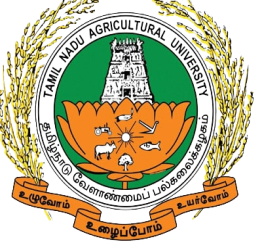 TAMIL NADU AGRICULTURAL UNIVERSITY
தமிழ்நாடு வேளாண்மைப் பல்கலைக்கழகம்
உழுவோம்
உழைப்போம்
உயர்வோம்